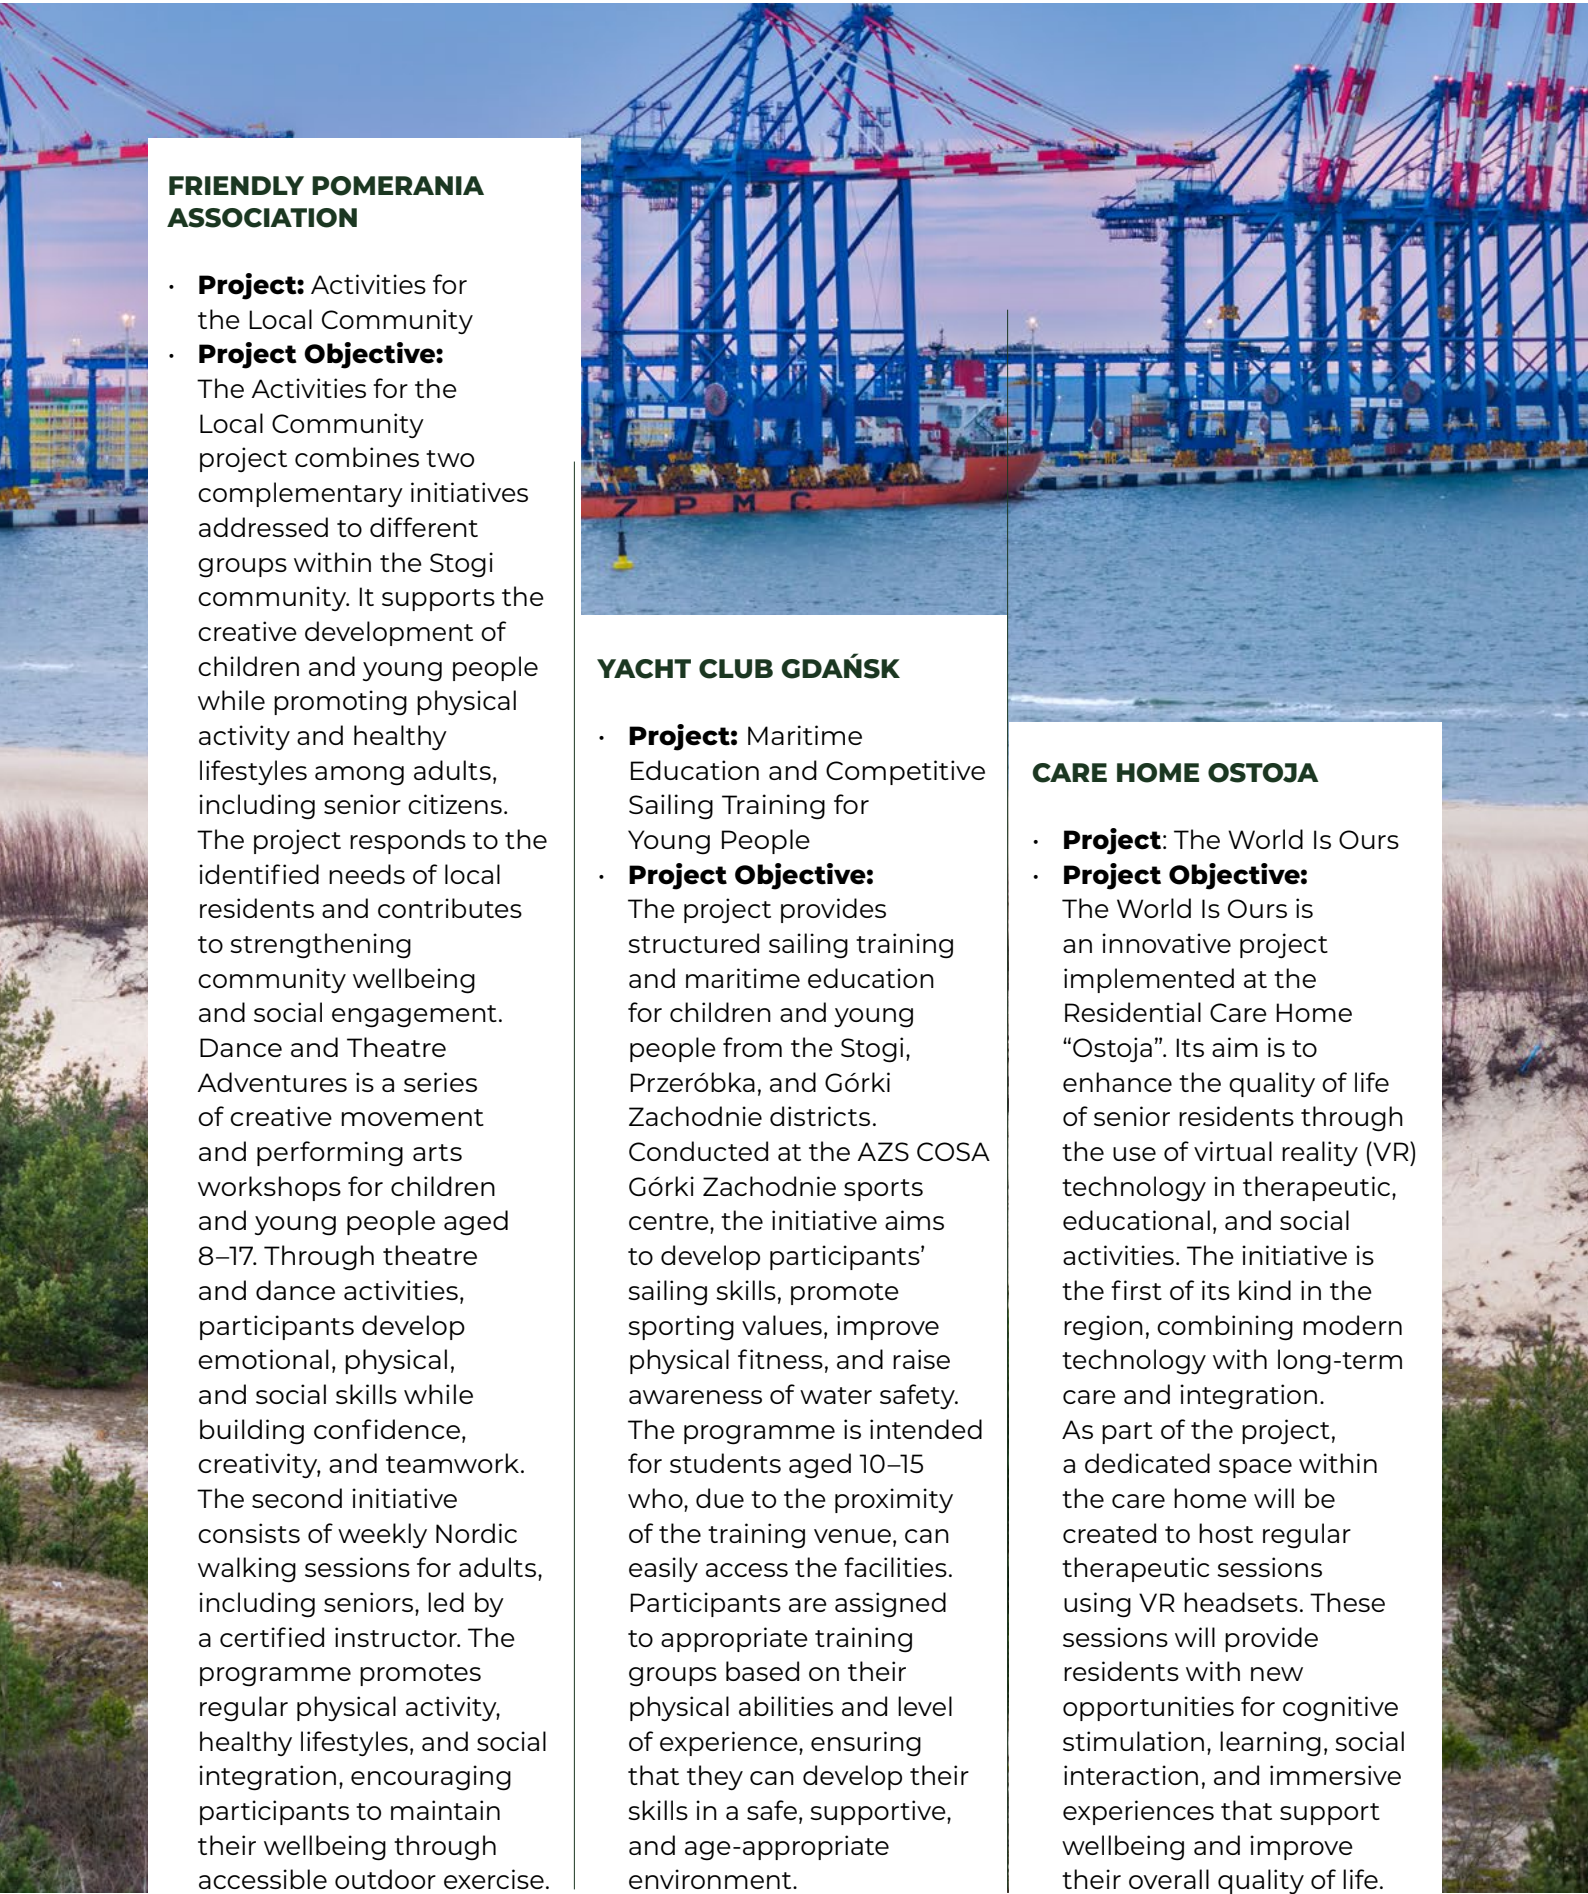 FRIENDLY POMERANIA
ASSOCIATION
• Project: Activities for
the Local Community
• Project Objective:
The Activities for the
Local Community
project combines two
complementary initiatives
addressed to different
groups within the Stogi
community. It supports the
creative development of
children and young people
while promoting physical
activity and healthy
lifestyles among adults,
including senior citizens.
The project responds to the
identified needs of local
residents and contributes
to strengthening
community wellbeing
and social engagement.
Dance and Theatre
Adventures is a series
of creative movement
and performing arts
workshops for children
and young people aged
8–17. Through theatre
and dance activities,
participants develop
emotional, physical,
and social skills while
building confidence,
creativity, and teamwork.
The second initiative
consists of weekly Nordic
walking sessions for adults,
including seniors, led by
a certified instructor. The
programme promotes
regular physical activity,
healthy lifestyles, and social
integration, encouraging
participants to maintain
their wellbeing through
accessible outdoor exercise.
ZPMC
YACHT CLUB GDAŃSK
• Project: Maritime
Education and Competitive
Sailing Training for
Young People
• Project Objective:
The project provides
structured sailing training
and maritime education
for children and young
people from the Stogi,
Przeróbka, and Górki
Zachodnie districts.
Conducted at the AZS COSA
Górki Zachodnie sports
centre, the initiative aims
to develop participants’
sailing skills, promote
sporting values, improve
physical fitness, and raise
awareness of water safety.
The programme is intended
for students aged 10–15
who, due to the proximity
of the training venue, can
easily access the facilities.
Participants are assigned
to appropriate training
groups based on their
physical abilities and level
of experience, ensuring
that they can develop their
skills in a safe, supportive,
and age-appropriate
environment.
CARE HOME OSTOJA
• Project: The World Is Ours
• Project Objective:
The World Is Ours is
an innovative project
implemented at the
Residential Care Home
“Ostoja”. Its aim is to
enhance the quality of life
of senior residents through
the use of virtual reality (VR)
technology in therapeutic,
educational, and social
activities. The initiative is
the first of its kind in the
region, combining modern
technology with long-term
care and integration.
As part of the project,
a dedicated space within
the care home will be
created to host regular
therapeutic sessions
using VR headsets. These
sessions will provide
residents with new
opportunities for cognitive
stimulation, learning, social
interaction, and immersive
experiences that support
wellbeing and improve
their overall quality of life.